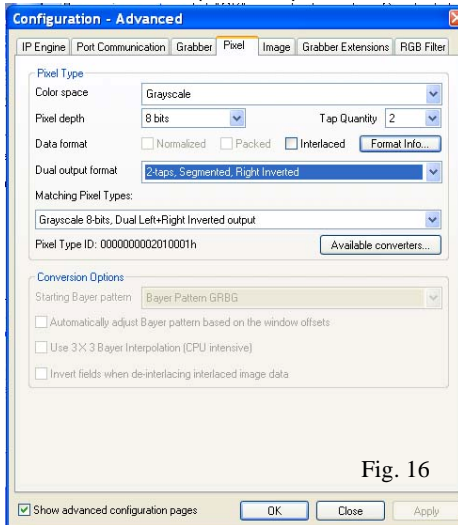 Configuration - Advanced
IP Engine Port Communication Grabber Pixel Image Grabber Extensions RGB Filter
Pixel Type
Color space Grayscale
Pixel depth 8 bits Tap Quantity 2
Data format Normalized Packed Interlaced Format Info...
Dual output format 2-taps, Segmented, Right Inverted
Matching Pixel Types:
Grayscale 8-bits, Dual Left+Right Inverted output
Pixel Type ID: 0000000002010001h Available converters...
Conversion Options
Starting Bayer pattern Bayer Pattern GRBG
Automatically adjust Bayer pattern based on the window offsets
Use 3×3 Bayer Interpolation (CPU intensive)
Invert fields when de-interlacing interlaced image data
Fig. 16
Show advanced configuration pages OK Close Apply